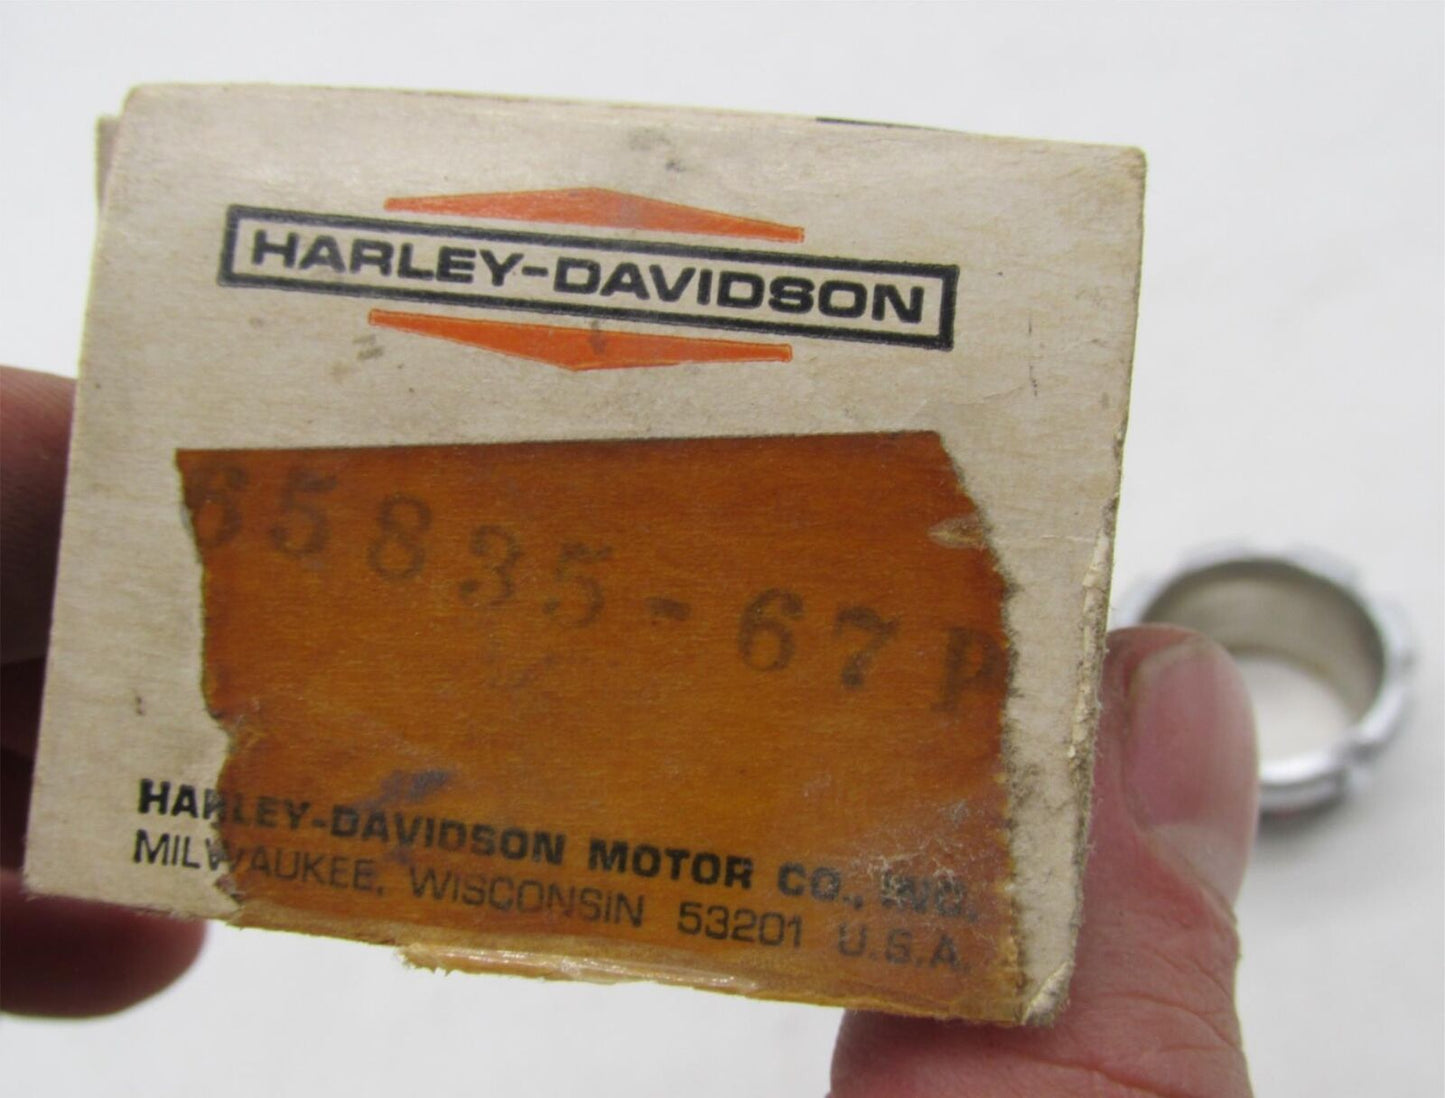 HARLEY-DAVIDSON
65835-67P
HARLEY-DAVIDSON MOTOR CO., INC.
MILWAUKEE, WISCONSIN 53201 U.S.A.